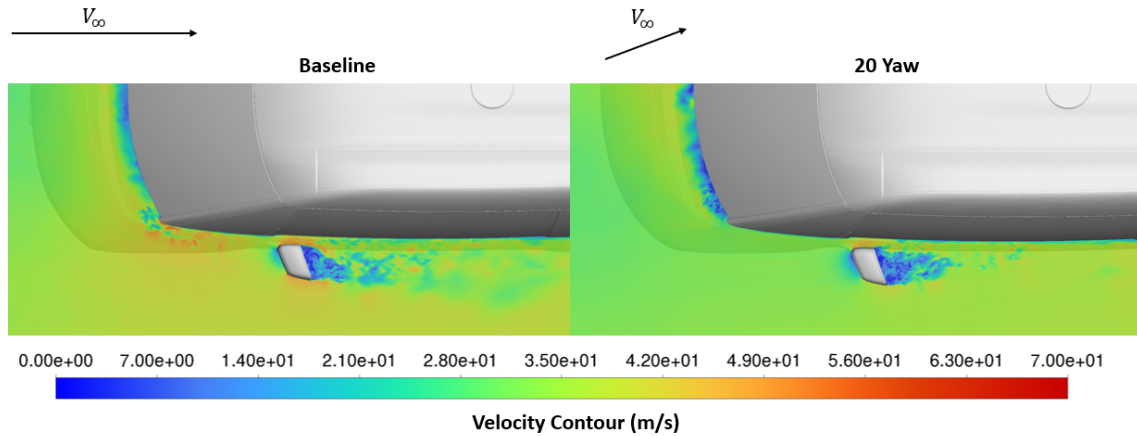 V∞
V∞
Baseline
20 Yaw
0.00e+00 7.00e+00 1.40e+01 2.10e+01 2.80e+01 3.50e+01 4.20e+01 4.90e+01 5.60e+01 6.30e+01 7.00e+01
Velocity Contour (m/s)